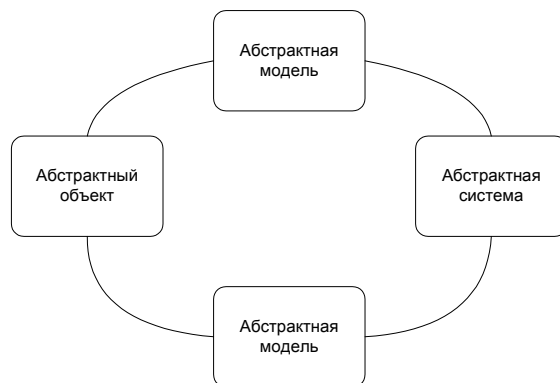 Абстрактная
модель
Абстрактный
объект
Абстрактная
система
Абстрактная
модель